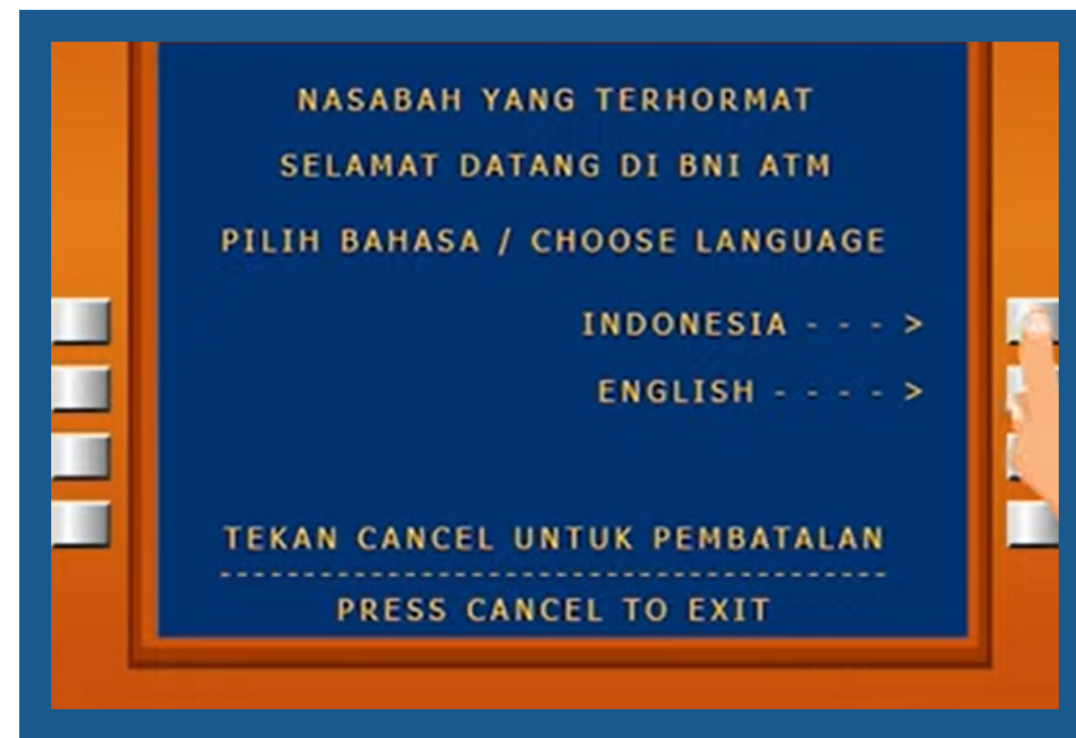 NASABAH YANG TERHORMAT
SELAMAT DATANG DI BNI ATM
PILIH BAHASA / CHOOSE LANGUAGE
INDONESIA - - - >
ENGLISH - - - - >
TEKAN CANCEL UNTUK PEMBATALAN
----------------------------------------
PRESS CANCEL TO EXIT